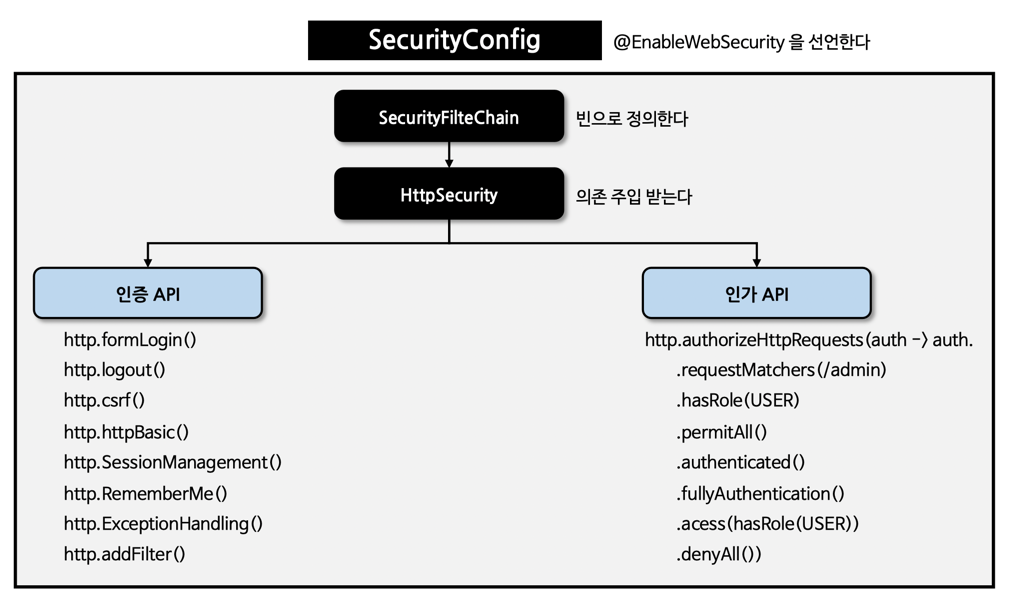 SecurityConfig
@EnableWebSecurity 을 선언한다
SecurityFilteChain
빈으로 정의한다
HttpSecurity
의존 주입 받는다
인증 API
http.formLogin()
http.logout()
http.csrf()
http.httpBasic()
http.SessionManagement()
http.RememberMe()
http.ExceptionHandling()
http.addFilter()
인가 API
http.authorizeHttpRequests(auth -> auth.
.requestMatchers(/admin)
.hasRole(USER)
.permitAll()
.authenticated()
.fullyAuthentication()
.acess(hasRole(USER))
.denyAll())